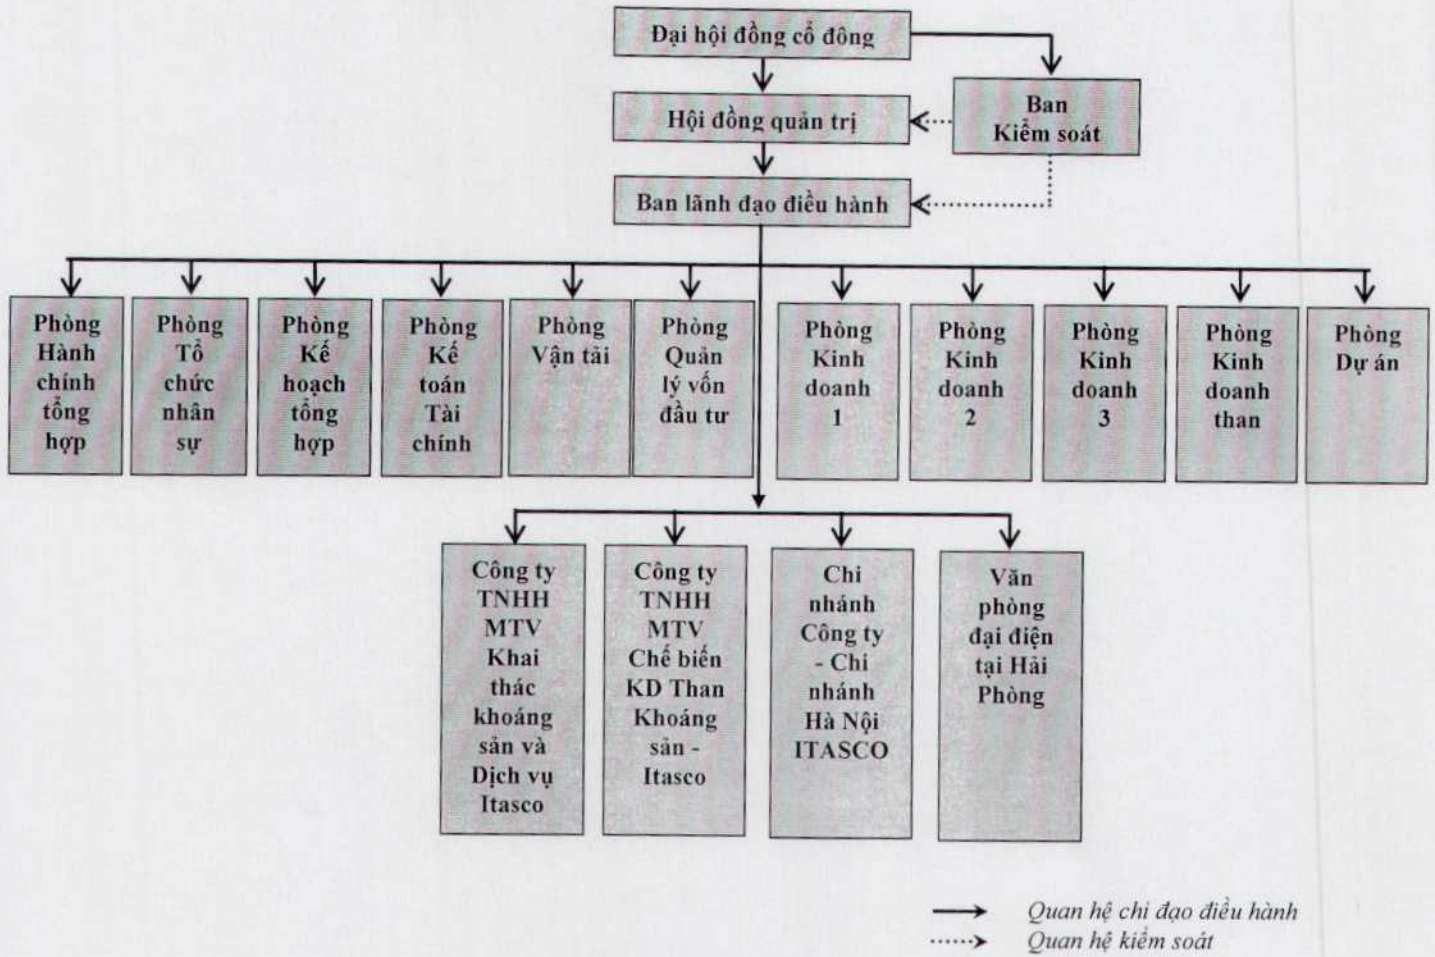 Đại hội đồng cổ đông
Hội đồng quản trị
Ban
Kiểm soát
Ban lãnh đạo điều hành
Phòng
Hành
chính
tổng
hợp
Phòng
Tổ
chức
nhân
sự
Phòng
Kế
hoạch
tổng
hợp
Phòng
Kế
toán
Tài
chính
Phòng
Vận tải
Phòng
Quản
lý vốn
đầu tư
Phòng
Kinh
doanh
1
Phòng
Kinh
doanh
2
Phòng
Kinh
doanh
3
Phòng
Kinh
doanh
than
Phòng
Dự án
Công ty
TNHH
MTV
Khai
thác
khoáng
sản và
Dịch vụ
Itasco
Công ty
TNHH
MTV
Chế biến
KD Than
Khoáng
sản -
Itasco
Chi
nhánh
Công ty
- Chi
nhánh
Hà Nội
ITASCO
Văn
phòng
đại điện
tại Hải
Phòng
Quan hệ chỉ đạo điều hành
Quan hệ kiểm soát